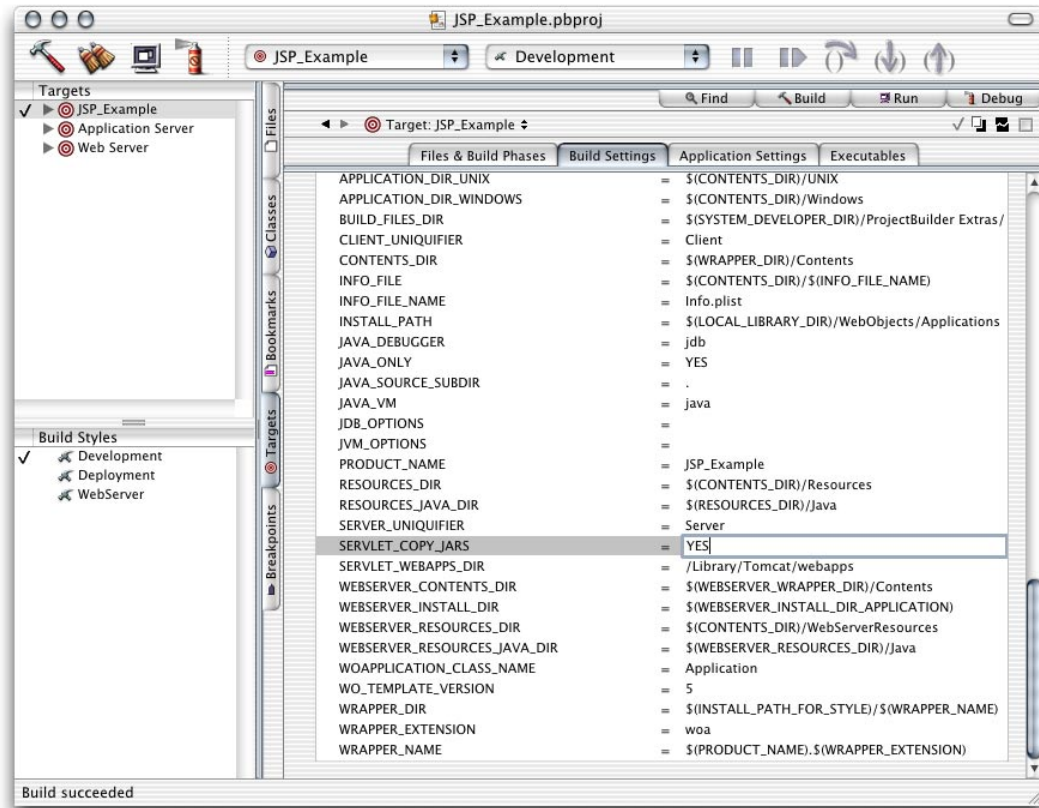 JSP_Example.pbproj
JSP_Example
Development
Targets
JSP_Example
Application Server
Web Server
Build Styles
Development
Deployment
WebServer
Files
Classes
Bookmarks
Targets
Breakpoints
Find
Build
Run
Debug
Target: JSP_Example
Files & Build Phases
Build Settings
Application Settings
Executables
APPLICATION_DIR_UNIX = $(CONTENTS_DIR)/UNIX
APPLICATION_DIR_WINDOWS = $(CONTENTS_DIR)/Windows
BUILD_FILES_DIR = $(SYSTEM_DEVELOPER_DIR)/ProjectBuilder Extras/
CLIENT_UNIQUIFIER = Client
CONTENTS_DIR = $(WRAPPER_DIR)/Contents
INFO_FILE = $(CONTENTS_DIR)/$(INFO_FILE_NAME)
INFO_FILE_NAME = Info.plist
INSTALL_PATH = $(LOCAL_LIBRARY_DIR)/WebObjects/Applications
JAVA_DEBUGGER = jdb
JAVA_ONLY = YES
JAVA_SOURCE_SUBDIR = .
JAVA_VM = java
JDB_OPTIONS =
JVM_OPTIONS =
PRODUCT_NAME = JSP_Example
RESOURCES_DIR = $(CONTENTS_DIR)/Resources
RESOURCES_JAVA_DIR = $(RESOURCES_DIR)/Java
SERVER_UNIQUIFIER = Server
SERVLET_COPY_JARS = YES
SERVLET_WEBAPPS_DIR = /Library/Tomcat/webapps
WEBSERVER_CONTENTS_DIR = $(WEBSERVER_WRAPPER_DIR)/Contents
WEBSERVER_INSTALL_DIR = $(WEBSERVER_INSTALL_DIR_APPLICATION)
WEBSERVER_RESOURCES_DIR = $(CONTENTS_DIR)/WebServerResources
WEBSERVER_RESOURCES_JAVA_DIR = $(WEBSERVER_RESOURCES_DIR)/Java
WOAPPLICATION_CLASS_NAME = Application
WO_TEMPLATE_VERSION = 5
WRAPPER_DIR = $(INSTALL_PATH_FOR_STYLE)/$(WRAPPER_NAME)
WRAPPER_EXTENSION = woa
WRAPPER_NAME = $(PRODUCT_NAME).$(WRAPPER_EXTENSION)
Build succeeded